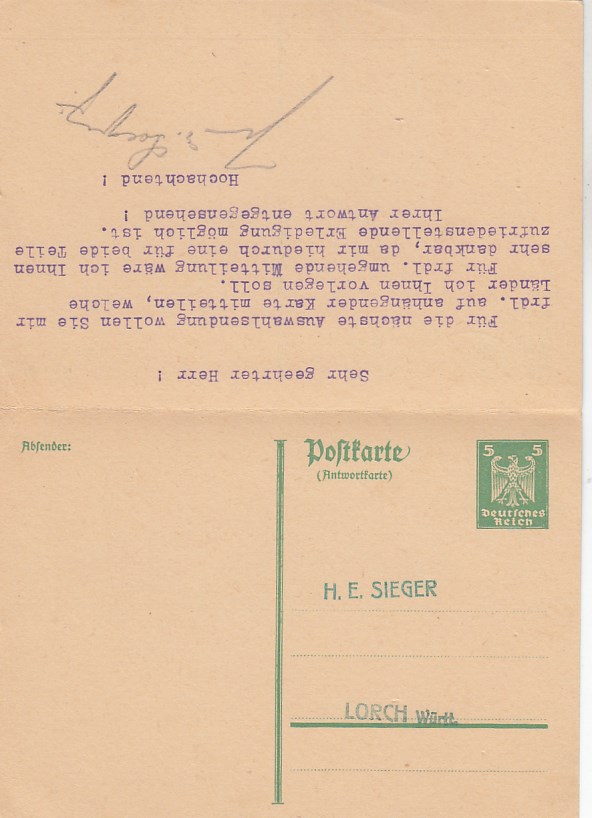 Sehr geehrter Herr !
Für die nächste Auswahlsendung wollen Sie mir
frdl. auf anhängender Karte mitteilten, welche
Länder ich Ihnen vorlegen soll.
Für frdl. umgehende Mitteilung wäre ich Ihnen
sehr dankbar, da mir hiedurch eine für beide Teile
zufriedenstellende Erledigung möglich ist.
Ihrer Antwort entgegensehend !
Hochachtend !
Absender:
Postkarte
(Antwortkarte)
5 5
Deutsches
Reich
H. E. SIEGER
LORCH Württ.